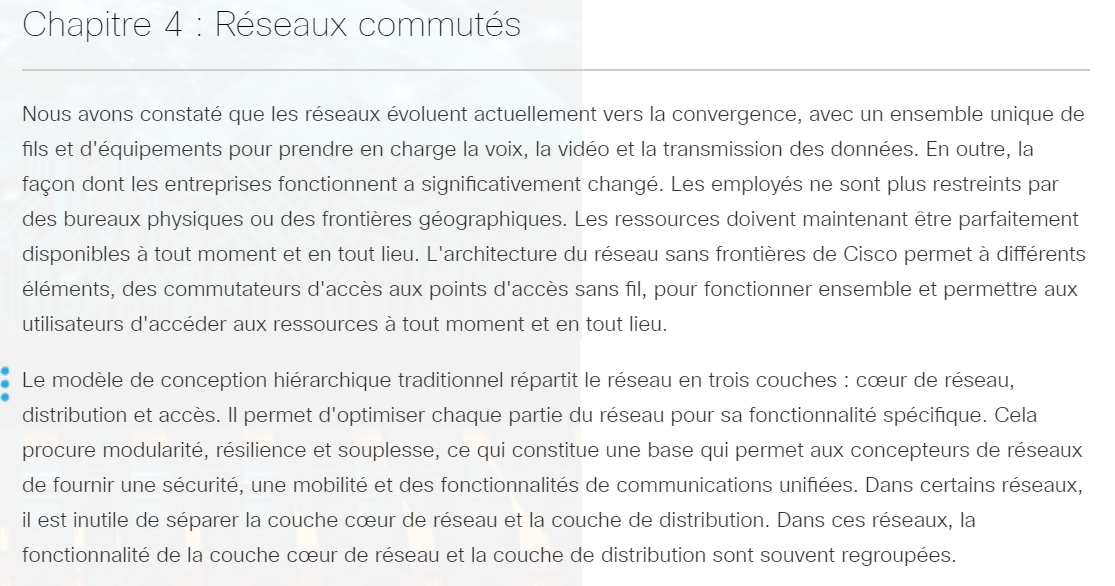 Chapitre 4 : Réseaux commutés
Nous avons constaté que les réseaux évoluent actuellement vers la convergence, avec un ensemble unique de
fils et d'équipements pour prendre en charge la voix, la vidéo et la transmission des données. En outre, la
façon dont les entreprises fonctionnent a significativement changé. Les employés ne sont plus restreints par
des bureaux physiques ou des frontières géographiques. Les ressources doivent maintenant être parfaitement
disponibles à tout moment et en tout lieu. L'architecture du réseau sans frontières de Cisco permet à différents
éléments, des commutateurs d'accès aux points d'accès sans fil, pour fonctionner ensemble et permettre aux
utilisateurs d'accéder aux ressources à tout moment et en tout lieu.
Le modèle de conception hiérarchique traditionnel répartit le réseau en trois couches : cœur de réseau,
distribution et accès. Il permet d'optimiser chaque partie du réseau pour sa fonctionnalité spécifique. Cela
procure modularité, résilience et souplesse, ce qui constitue une base qui permet aux concepteurs de réseaux
de fournir une sécurité, une mobilité et des fonctionnalités de communications unifiées. Dans certains réseaux,
il est inutile de séparer la couche cœur de réseau et la couche de distribution. Dans ces réseaux, la
fonctionnalité de la couche cœur de réseau et la couche de distribution sont souvent regroupées.